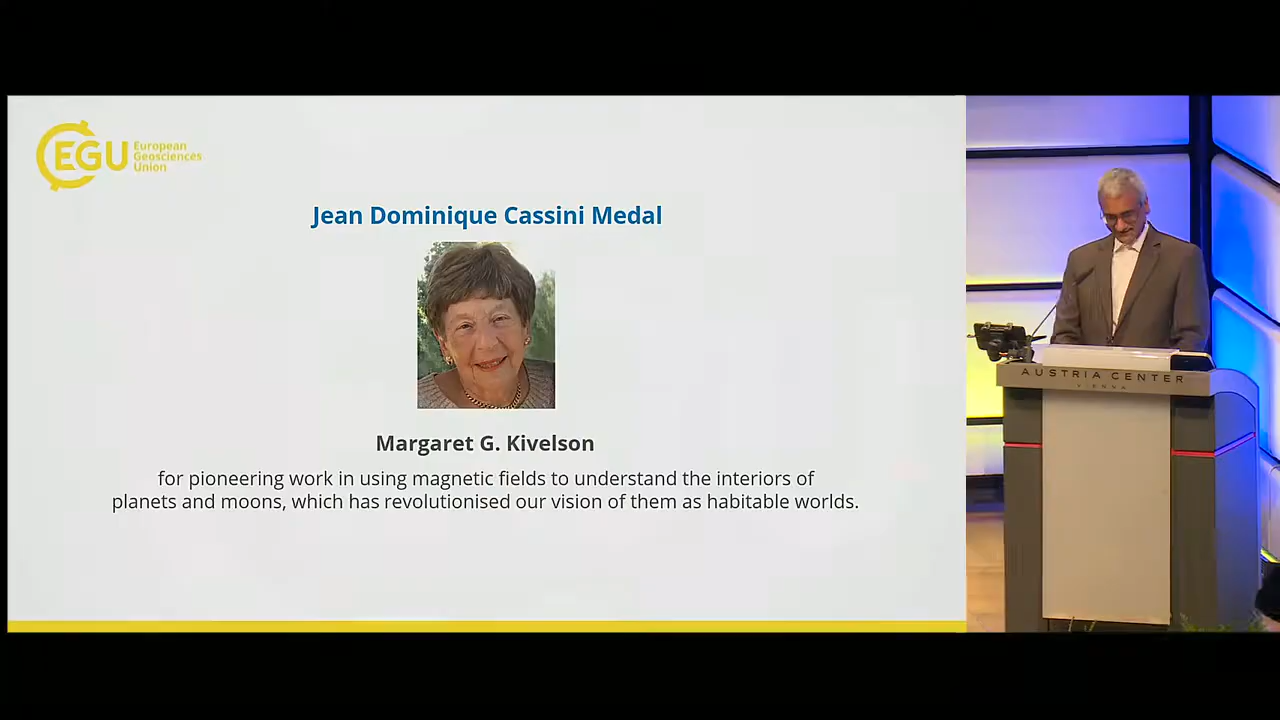 EGU
European
Geosciences
Union
Jean Dominique Cassini Medal
Margaret G. Kivelson
for pioneering work in using magnetic fields to understand the interiors of
planets and moons, which has revolutionised our vision of them as habitable worlds.
AUSTRIA CENTER
VIENNA